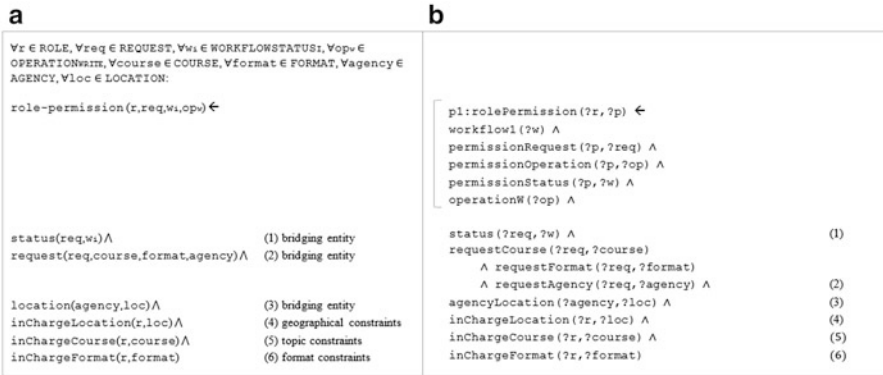 a
∀r ∈ ROLE, ∀req ∈ REQUEST, ∀wi ∈ WORKFLOWSTATUSI, ∀opw ∈
OPERATIONWRITE, ∀course ∈ COURSE, ∀format ∈ FORMAT, ∀agency ∈
AGENCY, ∀loc ∈ LOCATION:
role-permission(r,req,wi,opw) ←
status(req,wi) ∧ (1) bridging entity
request(req,course,format,agency) ∧ (2) bridging entity
location(agency,loc) ∧ (3) bridging entity
inChargeLocation(r,loc) ∧ (4) geographical constraints
inChargeCourse(r,course) ∧ (5) topic constraints
inChargeFormat(r,format) (6) format constraints
b
p1:rolePermission(?r,?p) ←
workflow1(?w) ∧
permissionRequest(?p,?req) ∧
permissionOperation(?p,?op) ∧
permissionStatus(?p,?w) ∧
operationW(?op) ∧
status(?req,?w) ∧ (1)
requestCourse(?req,?course)
∧ requestFormat(?req,?format)
∧ requestAgency(?req,?agency) ∧ (2)
agencyLocation(?agency,?loc) ∧ (3)
inChargeLocation(?r,?loc) ∧ (4)
inChargeCourse(?r,?course) ∧ (5)
inChargeFormat(?r,?format) (6)